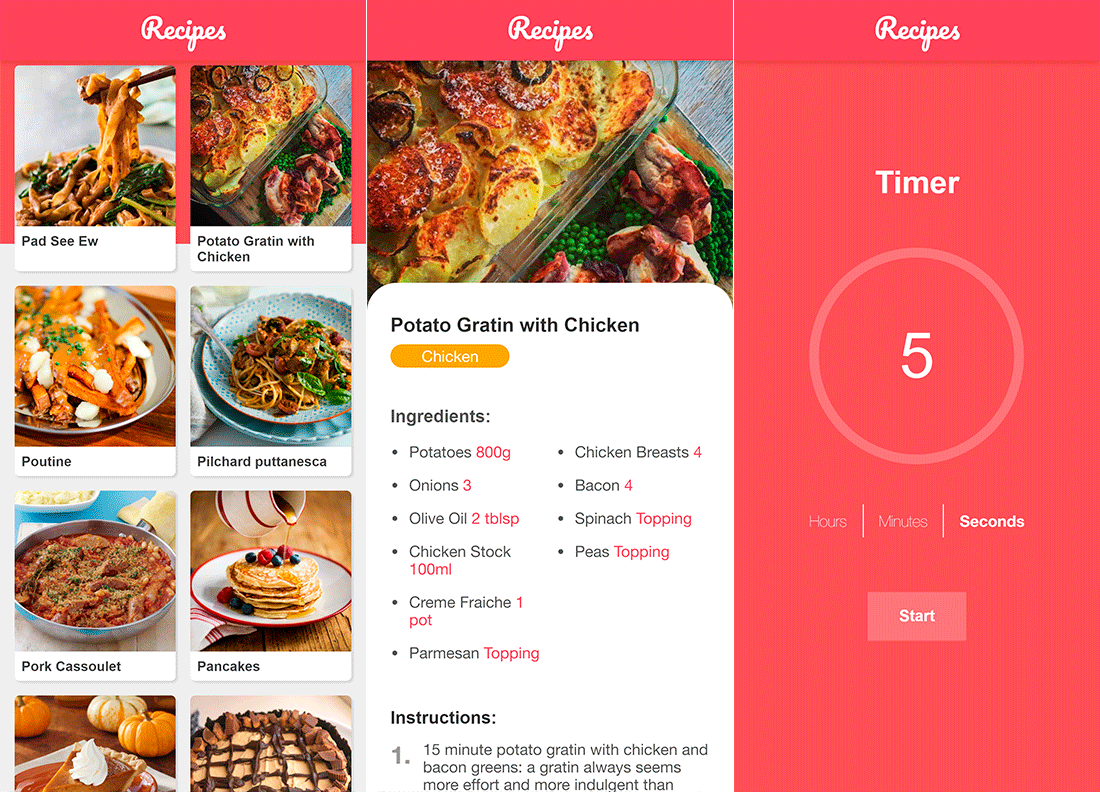 Recipes
Pad See Ew
Potato Gratin with
Chicken
Poutine
Pilchard puttanesca
Pork Cassoulet
Pancakes
Recipes
Potato Gratin with Chicken
Chicken
Ingredients:
• Potatoes 800g
• Onions 3
• Olive Oil 2 tblsp
• Chicken Stock
100ml
• Creme Fraiche 1
pot
• Parmesan Topping
• Chicken Breasts 4
• Bacon 4
• Spinach Topping
• Peas Topping
Instructions:
1. 15 minute potato gratin with chicken and
bacon greens: a gratin always seems
more effort and more indulgent than
Recipes
Timer
5
Hours
Minutes
Seconds
Start